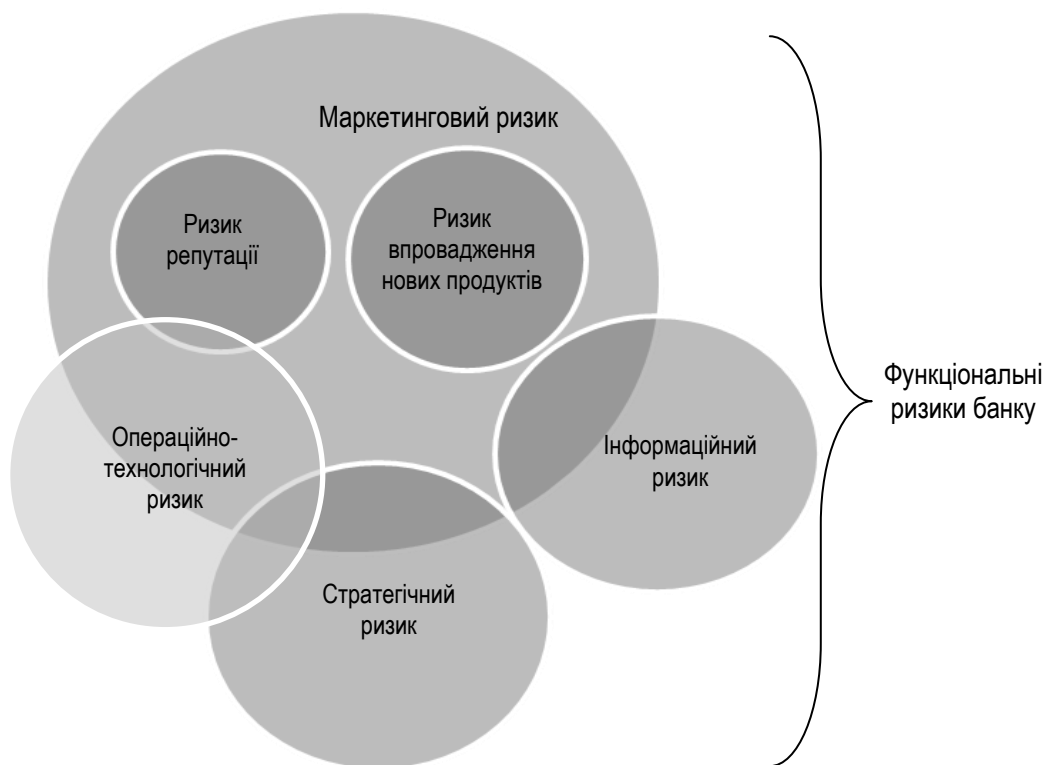 Маркетинговий ризик
Ризик
репутації
Ризик
впровадження
нових продуктів
Функціональні
ризики банку
Операційно-
технологічний
ризик
Інформаційний
ризик
Стратегічний
ризик